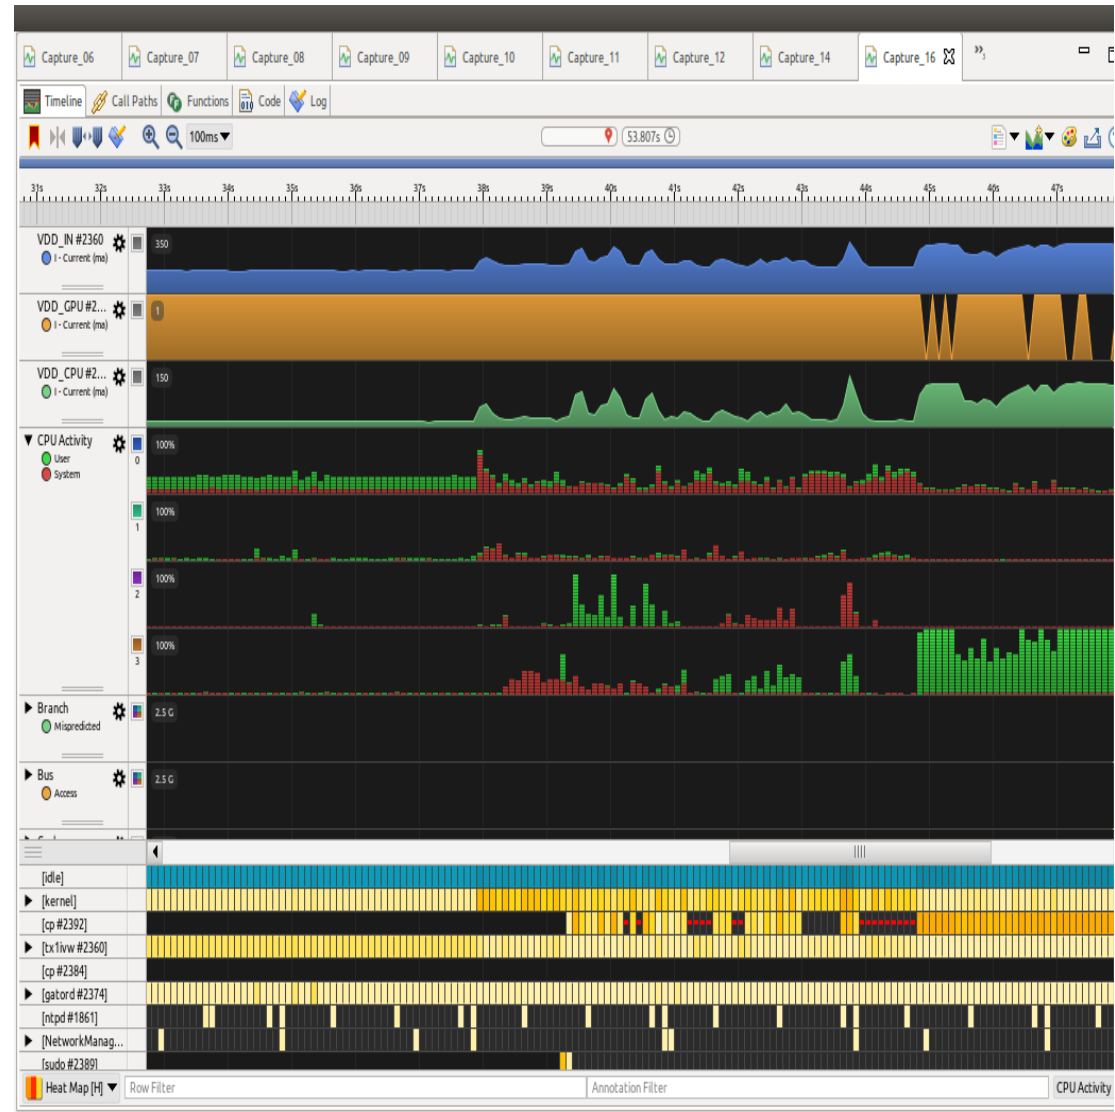 Capture_06 Capture_07 Capture_08 Capture_09 Capture_10 Capture_11 Capture_12 Capture_14 Capture_16
Timeline Call Paths Functions Code Log
100ms 53.807s
31s 32s 33s 34s 35s 36s 37s 38s 39s 40s 41s 42s 43s 44s 45s 46s 47s
VDD_IN #2360 350
I - Current (ma)
VDD_GPU #2... 1
I - Current (ma)
VDD_CPU #2... 150
I - Current (ma)
CPU Activity 100%
User 0
System
100%
1
100%
2
100%
3
Branch 2.5 G
Mispredicted
Bus 2.5 G
Access
[idle]
[kernel]
[cp #2392]
[tx1ivw #2360]
[cp #2384]
[gatord #2374]
[ntpd #1861]
[NetworkManag...
[sudo #2389]
Heat Map [H] Row Filter Annotation Filter CPU Activity